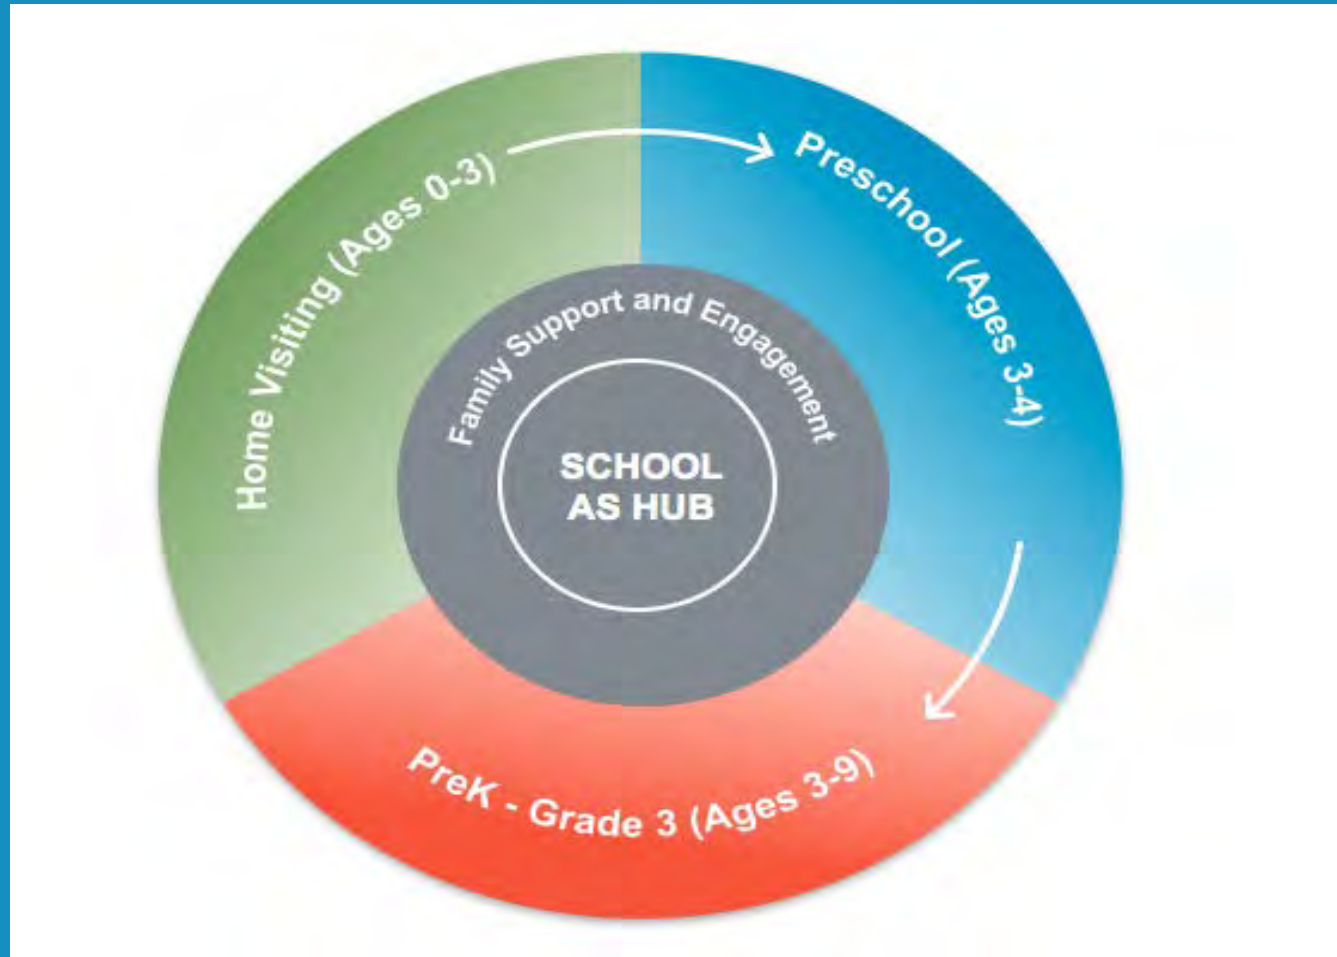 Home Visiting (Ages 0-3)
Preschool (Ages 3-4)
Family Support and Engagement
SCHOOL
AS HUB
PreK - Grade 3 (Ages 3-9)